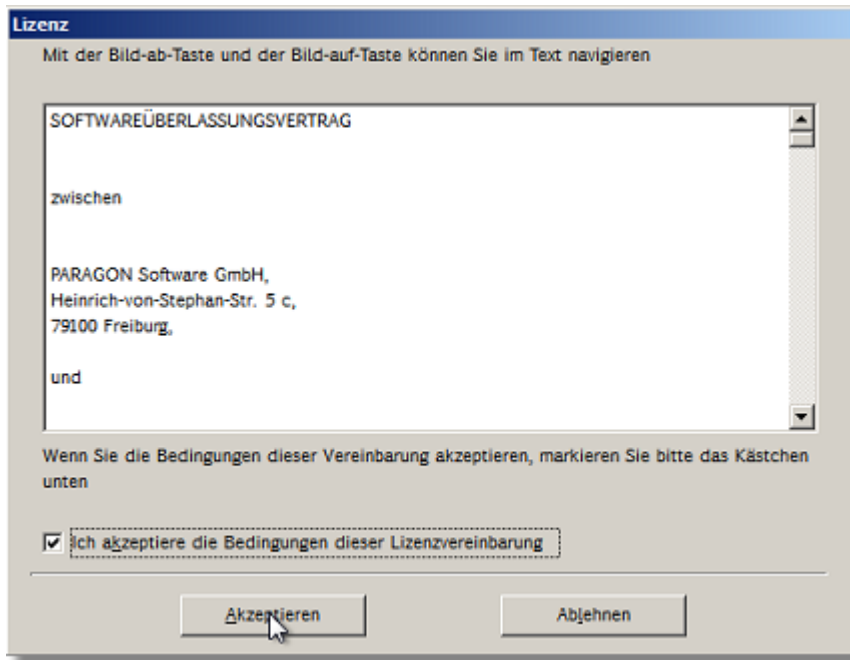 Lizenz
Mit der Bild-ab-Taste und der Bild-auf-Taste können Sie im Text navigieren
SOFTWAREÜBERLASSUNGSVERTRAG
zwischen
PARAGON Software GmbH,
Heinrich-von-Stephan-Str. 5 c,
79100 Freiburg,
und
Wenn Sie die Bedingungen dieser Vereinbarung akzeptieren, markieren Sie bitte das Kästchen
unten
Ich akzeptiere die Bedingungen dieser Lizenzvereinbarung
Akzeptieren
Ablehnen